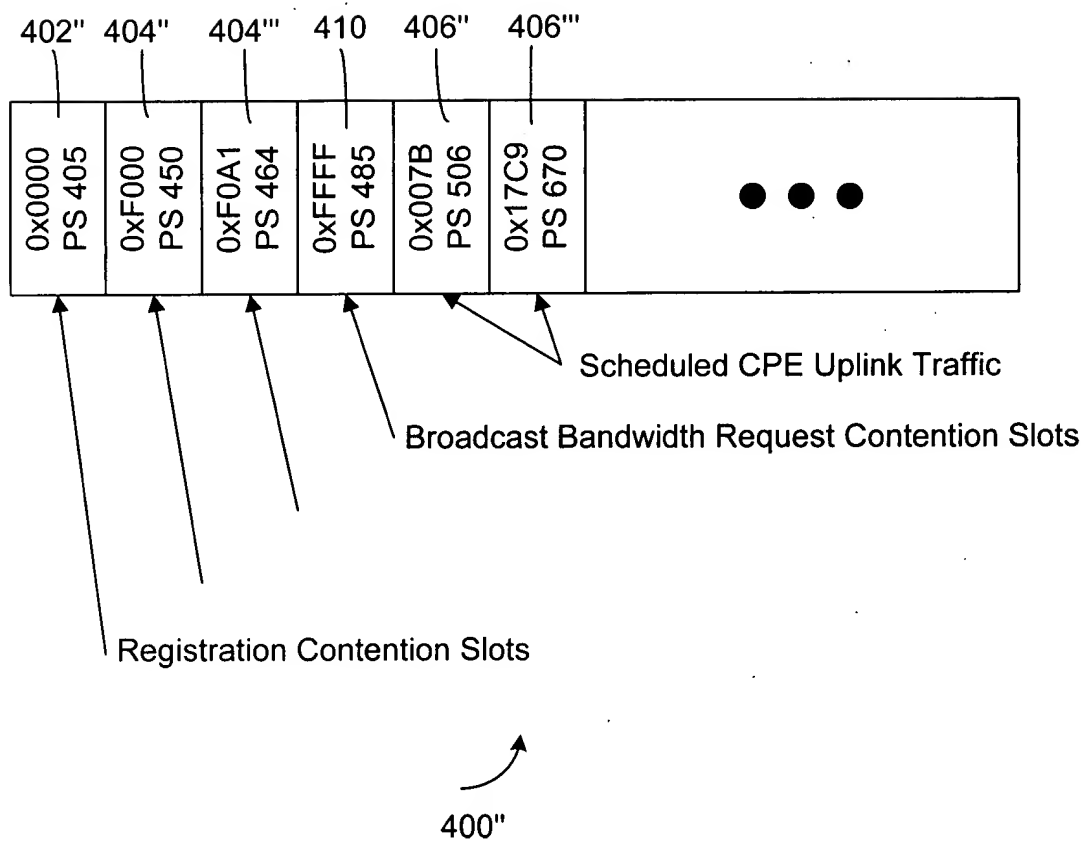 402" 404" 404''' 410 406" 406'''
0x0000
PS 405
0xF000
PS 450
0xF0A1
PS 464
0xFFFF
PS 485
0x007B
PS 506
0x17C9
PS 670
Scheduled CPE Uplink Traffic
Broadcast Bandwidth Request Contention Slots
Registration Contention Slots
400"